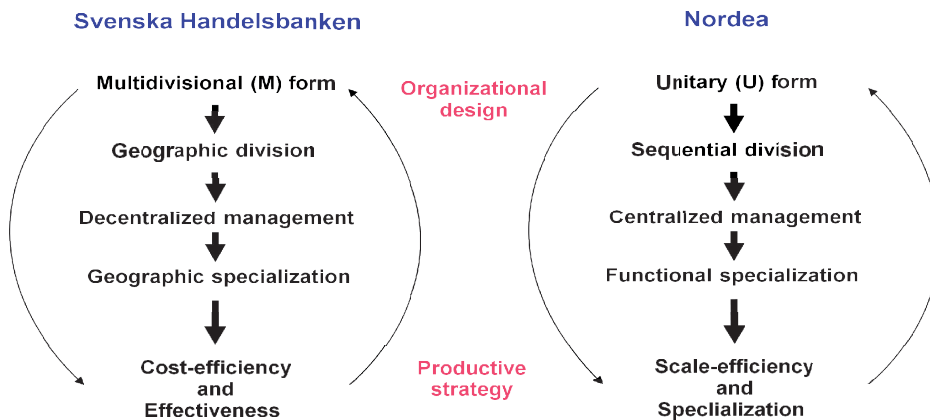 Svenska Handelsbanken
Multidivisional (M) form
Geographic division
Decentralized management
Geographic specialization
Cost-efficiency
and
Effectiveness
Organizational
design
Productive
strategy
Nordea
Unitary (U) form
Sequential division
Centralized management
Functional specialization
Scale-efficiency
and
Speclialization